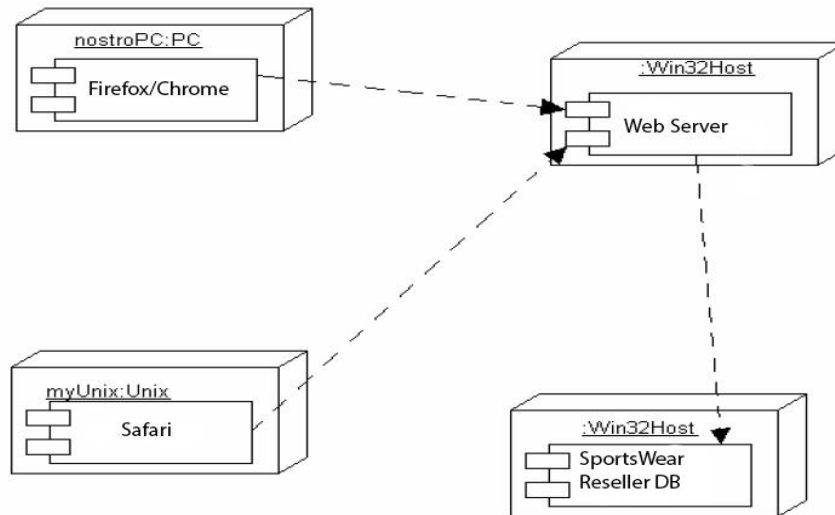 nostroPC:PC
Firefox/Chrome
:Win32Host
Web Server
myUnix:Unix
Safari
:Win32Host
SportsWear
Reseller DB